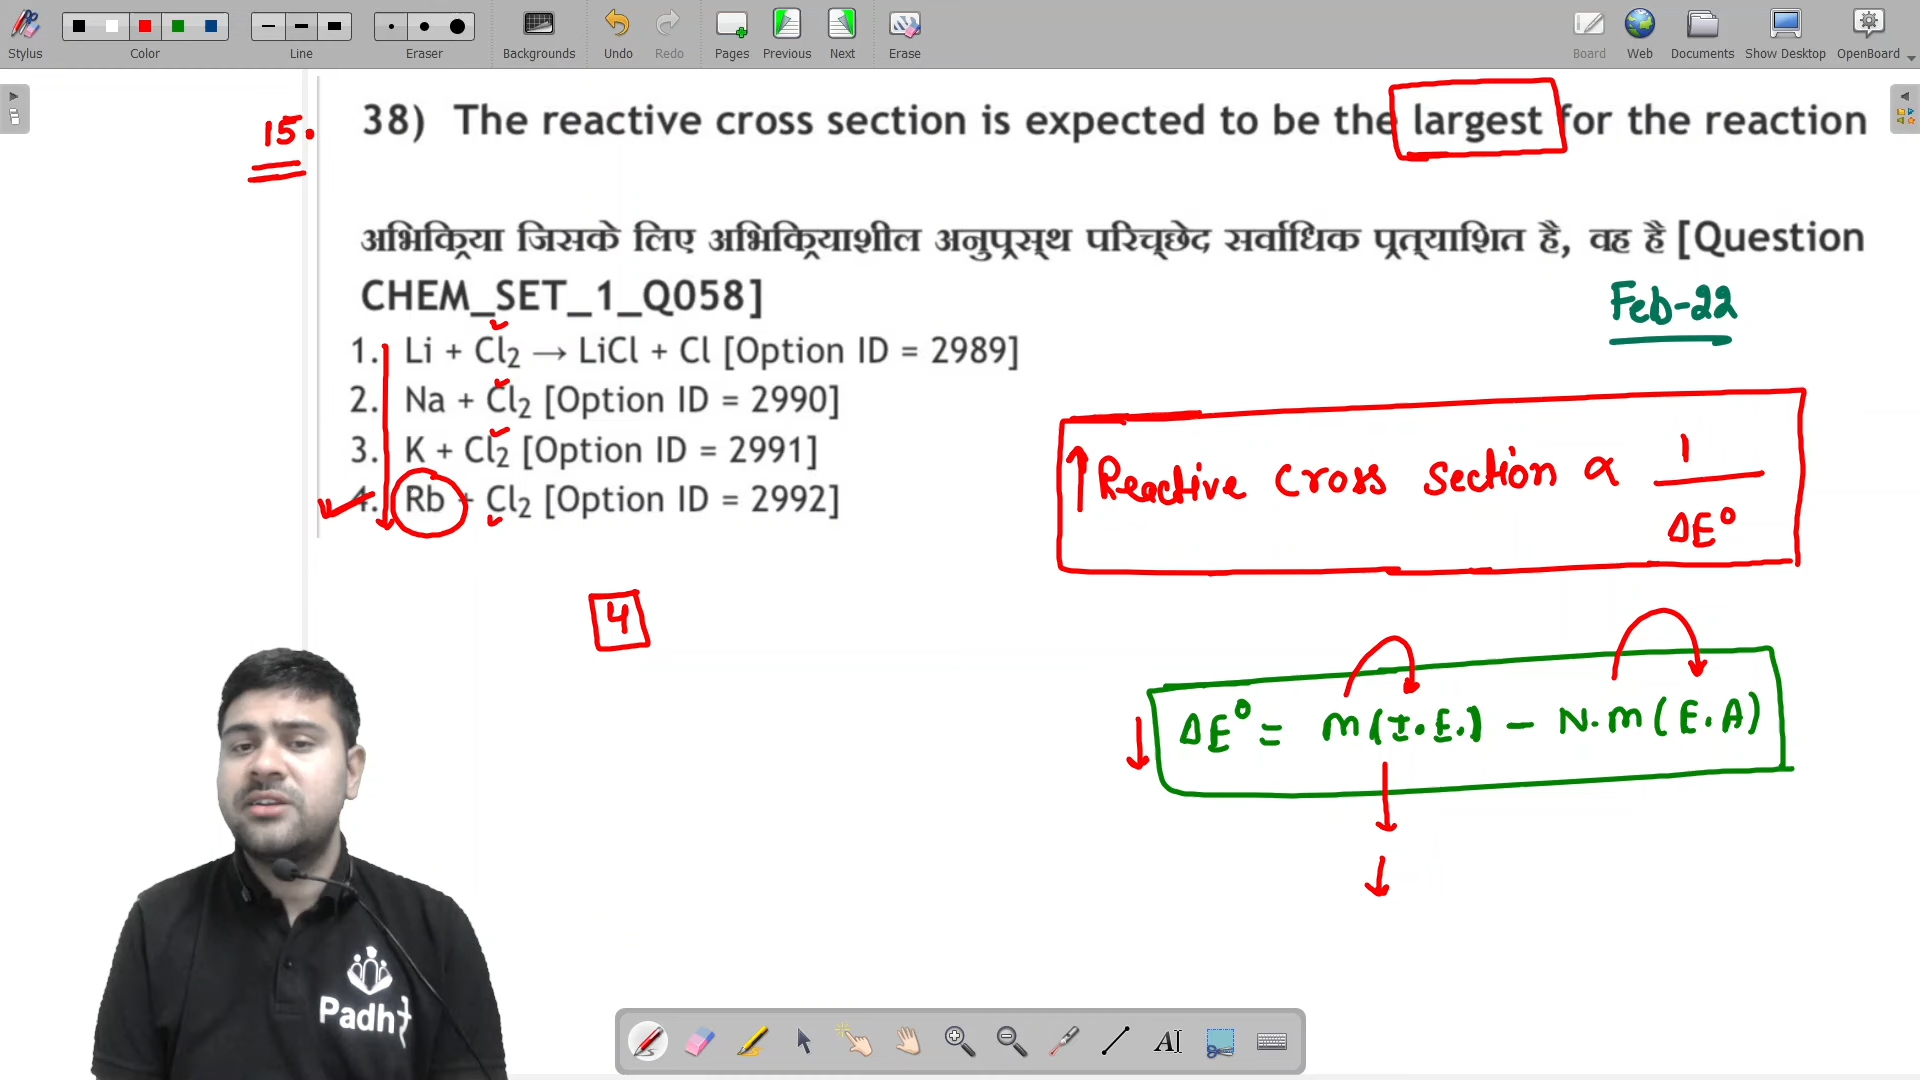 Stylus
Color
Line
Eraser
Backgrounds
Undo
Redo
Pages
Previous
Next
Erase
Board
Web
Documents
Show Desktop
OpenBoard
15.
38) The reactive cross section is expected to be the largest for the reaction
अभिक्रिया जिसके लिए अभिक्रियाशील अनुप्रस्थ परिच्छेद सर्वाधिक प्रत्याशित है, वह है [Question
CHEM_SET_1_Q058]
Feb-22
1. Li + Cl₂ → LiCl + Cl [Option ID = 2989]
2. Na + Cl₂ [Option ID = 2990]
3. K + Cl₂ [Option ID = 2991]
4. Rb + Cl₂ [Option ID = 2992]
↑ Reactive cross section α 1/ΔE°
4
ΔE° = M(I.E.) - N.M(E.A)
Padhरे